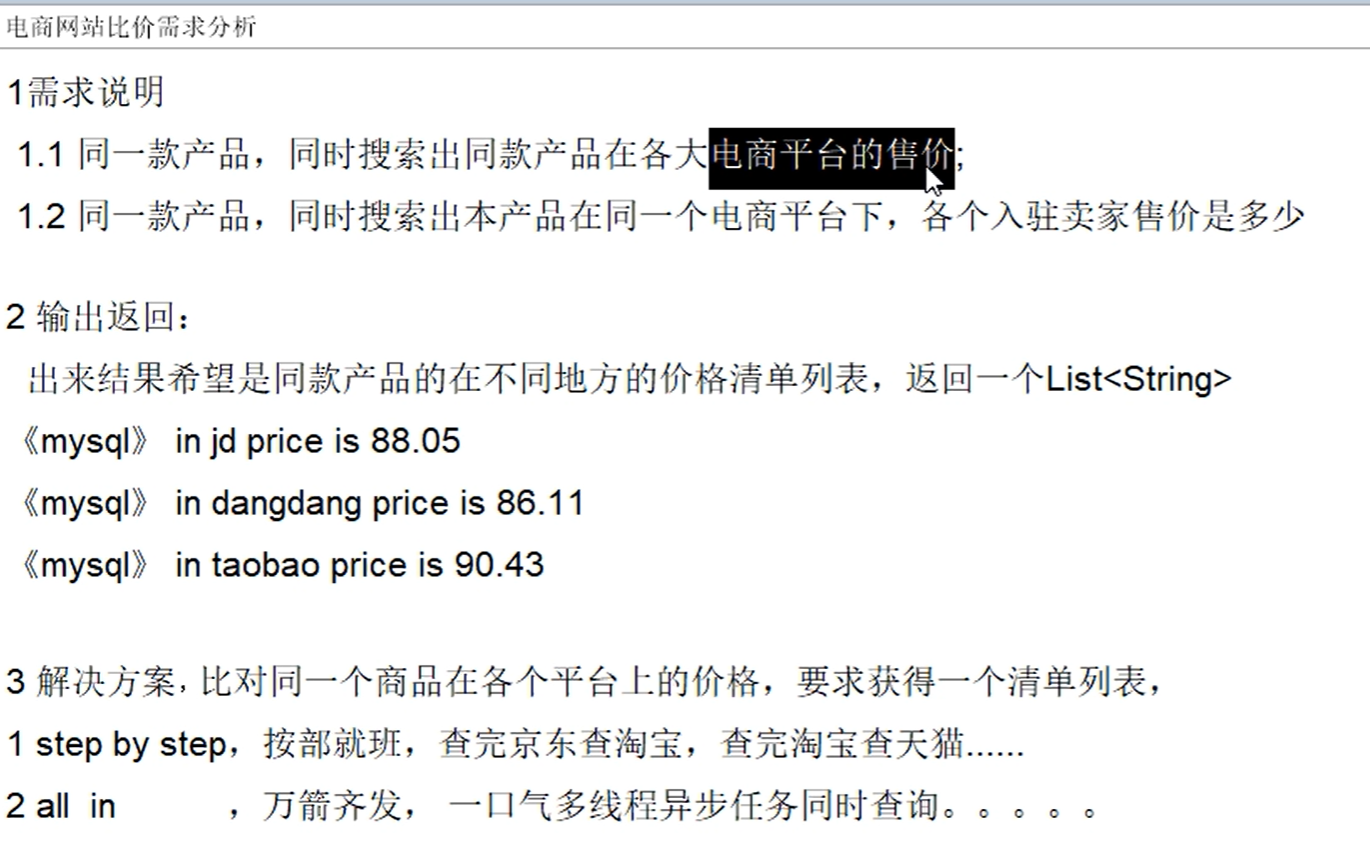 电商网站比价需求分析
1需求说明
1.1 同一款产品，同时搜索出同款产品在各大电商平台的售价;
1.2 同一款产品，同时搜索出本产品在同一个电商平台下，各个入驻卖家售价是多少
2 输出返回：
出来结果希望是同款产品的在不同地方的价格清单列表，返回一个List<String>
《mysql》 in jd price is 88.05
《mysql》 in dangdang price is 86.11
《mysql》 in taobao price is 90.43
3 解决方案，比对同一个商品在各个平台上的价格，要求获得一个清单列表，
1 step by step，按部就班，查完京东查淘宝，查完淘宝查天猫......
2 all in ，万箭齐发，一口气多线程异步任务同时查询。。。。。